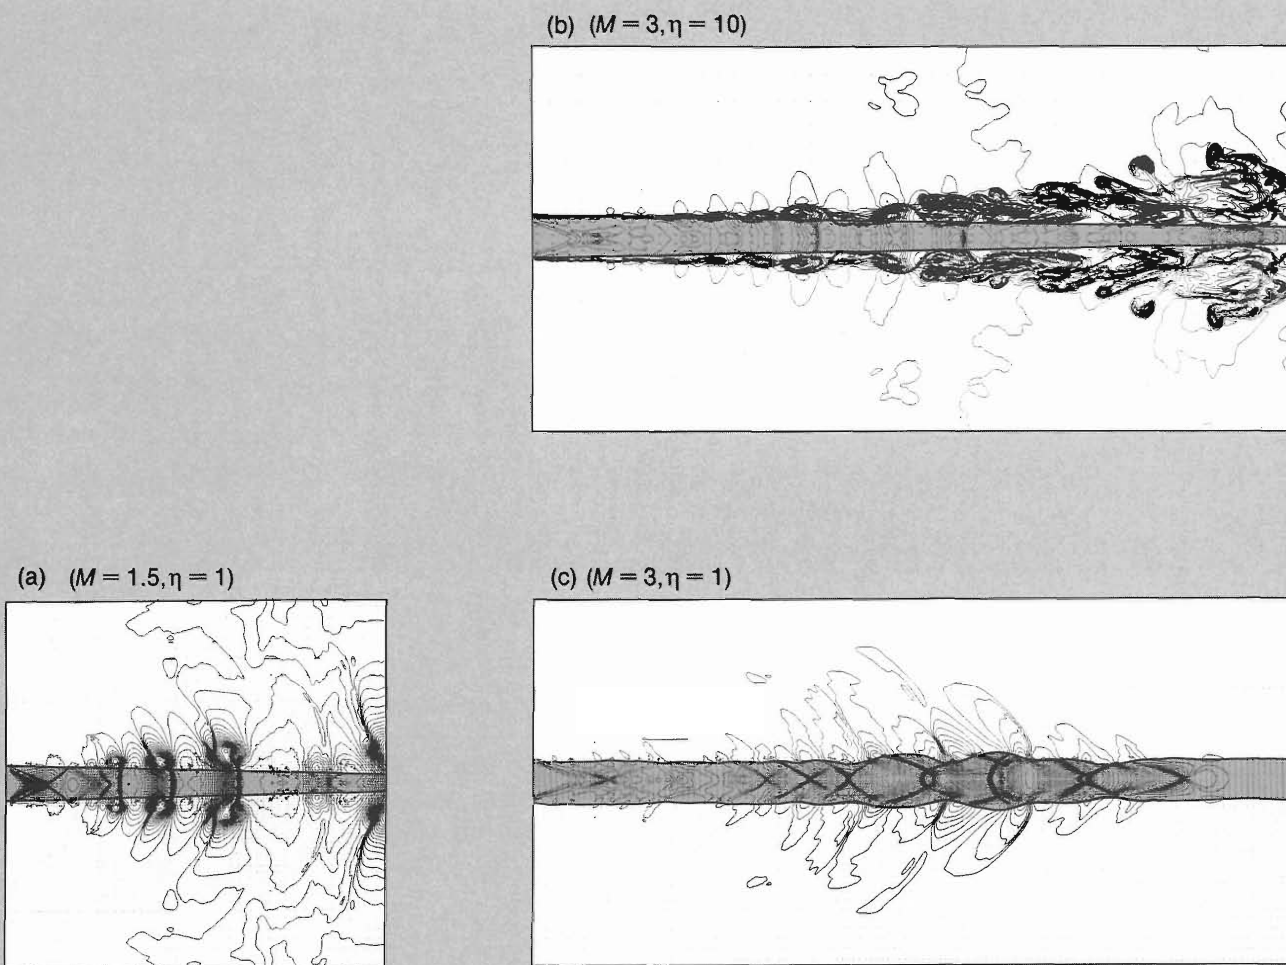 (b) (M = 3, η = 10)
(a) (M = 1.5, η = 1)
(c) (M = 3, η = 1)